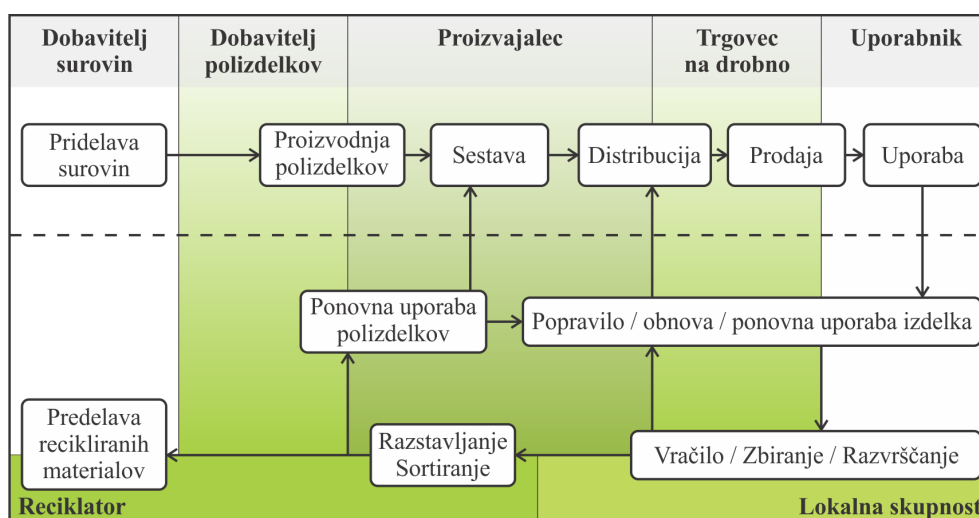 Dobavitelj
surovin
Dobavitelj
polizdelkov
Proizvajalec
Trgovec
na drobno
Uporabnik
Pridelava
surovin
Proizvodnja
polizdelkov
Sestava
Distribucija
Prodaja
Uporaba
Ponovna uporaba
polizdelkov
Popravilo / obnova / ponovna uporaba izdelka
Predelava
recikliranih
materialov
Razstavljanje
Sortiranje
Vračilo / Zbiranje / Razvrščanje
Reciklator
Lokalna skupnost